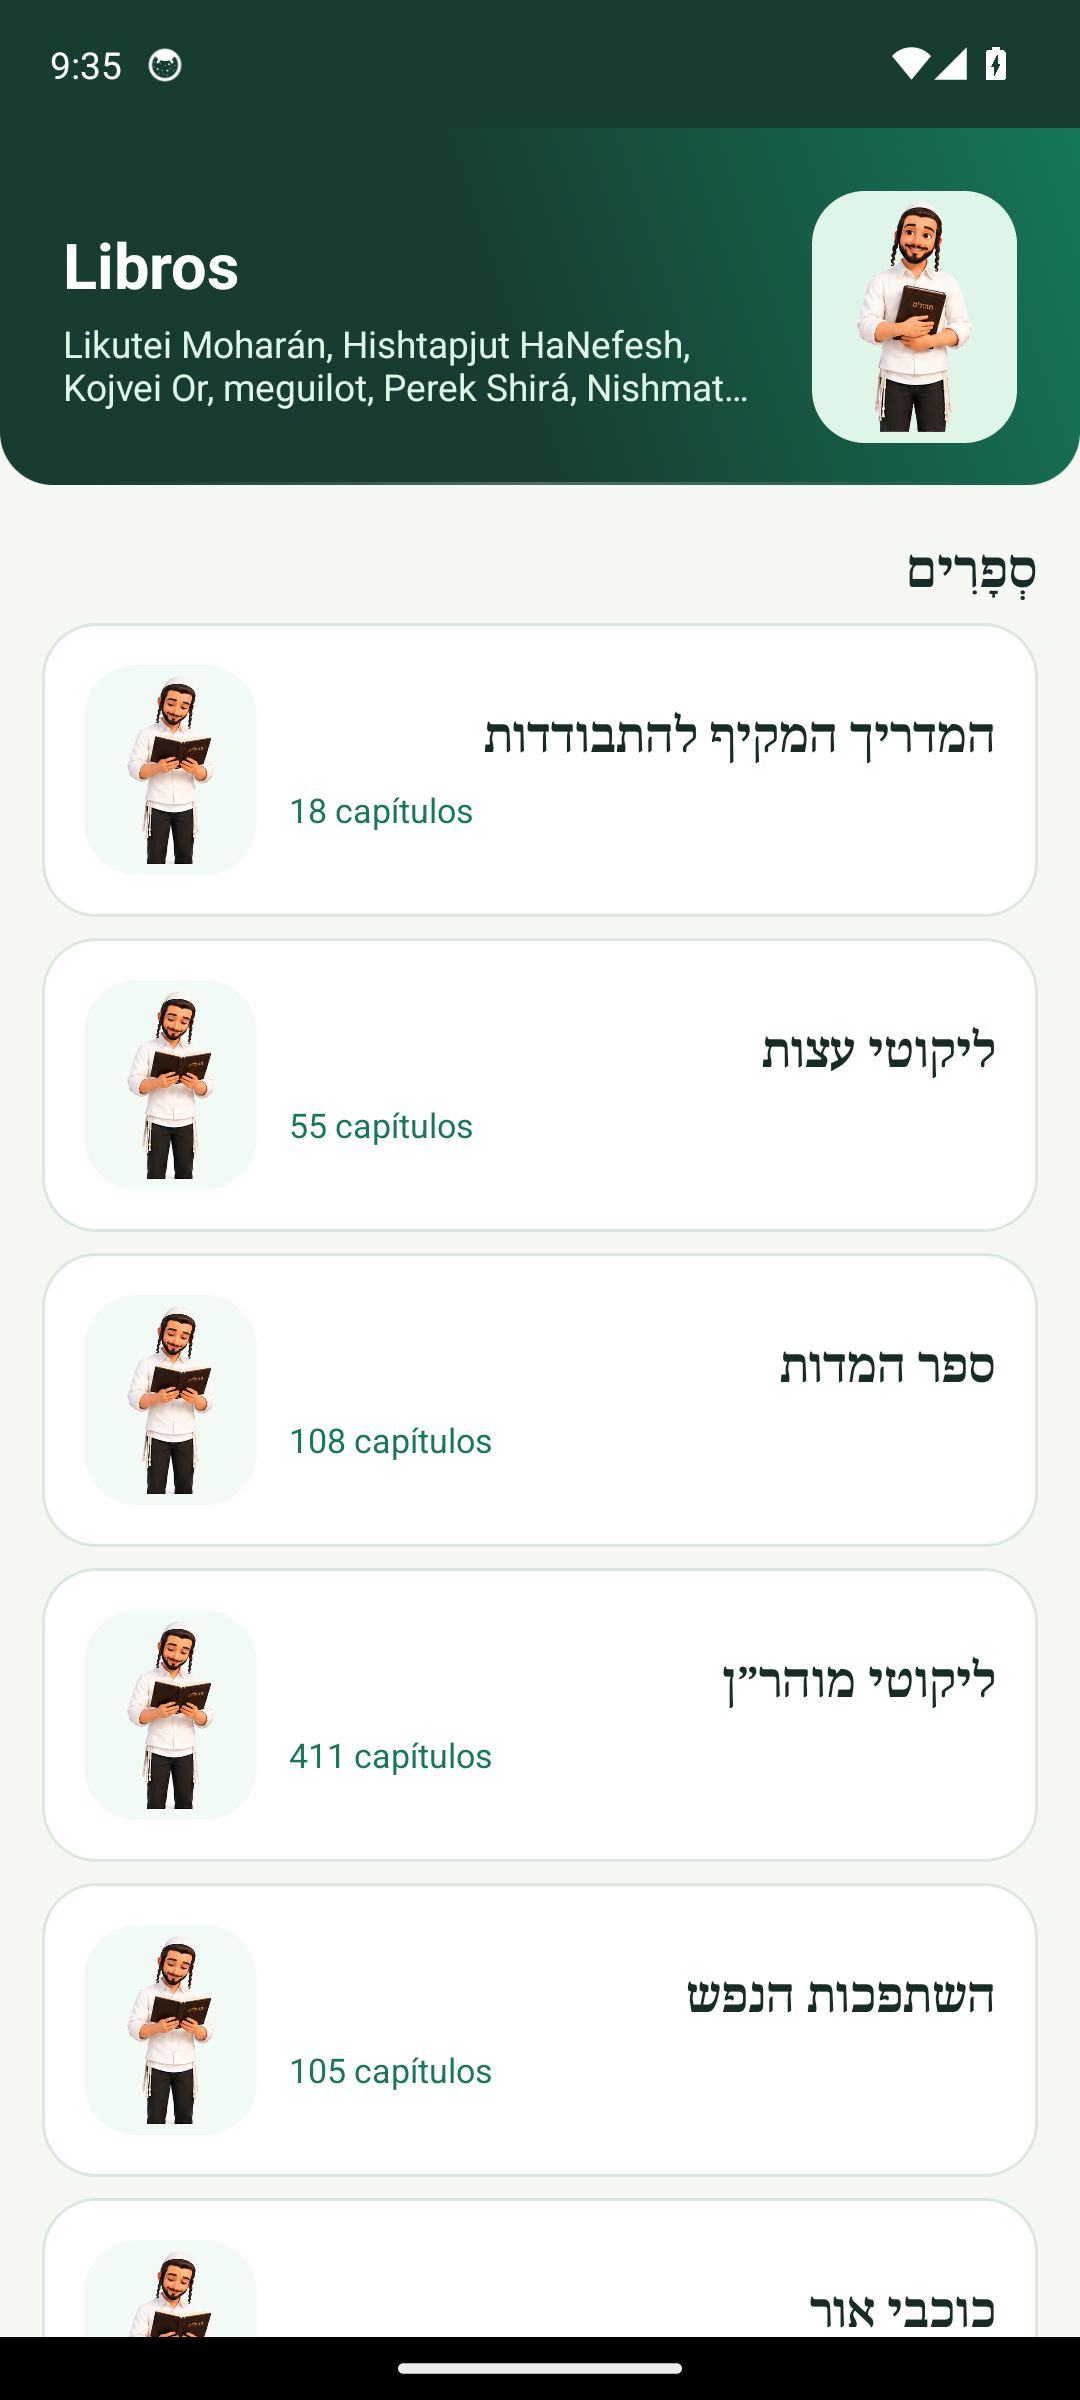 9:35
Libros
Likutei Moharán, Hishtapjut HaNefesh,
Kojvei Or, meguilot, Perek Shirá, Nishmat…
סְפָרִים
המדריך המקיף להתבודדות
18 capítulos
ליקוטי עצות
55 capítulos
ספר המדות
108 capítulos
ליקוטי מוהר״ן
411 capítulos
השתפכות הנפש
105 capítulos
כוכבי אור